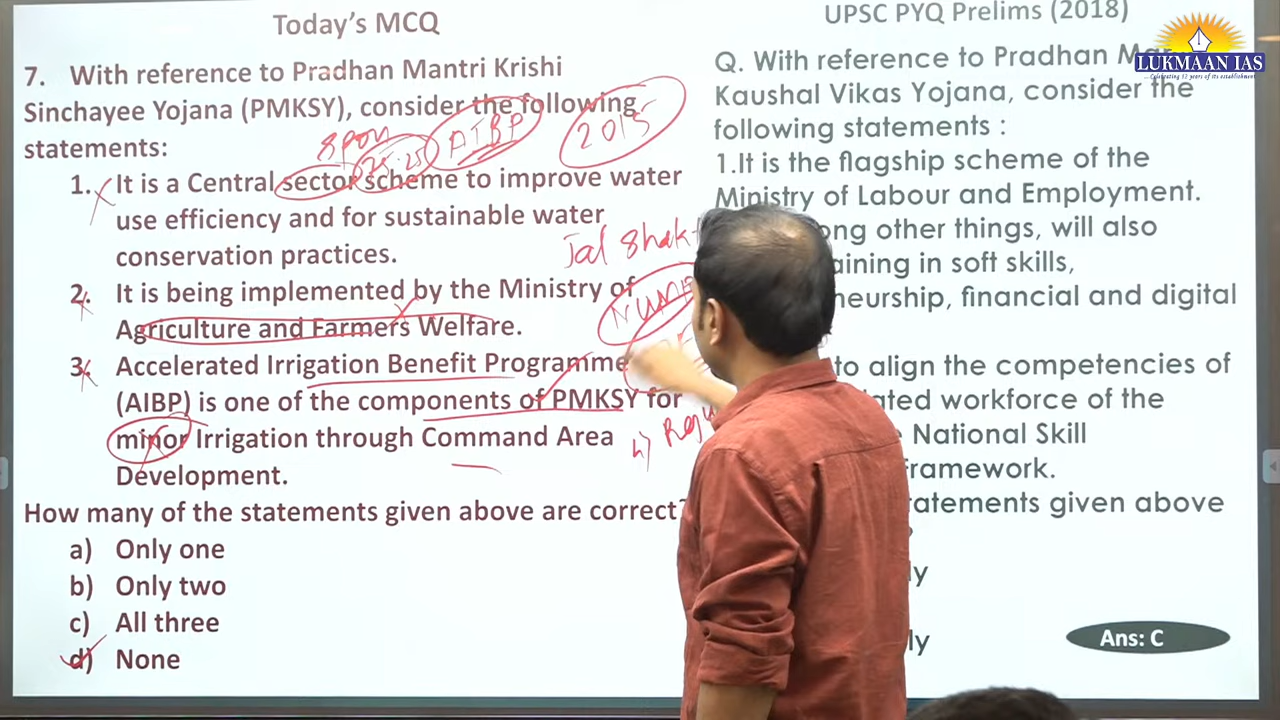 Today's MCQ
7. With reference to Pradhan Mantri Krishi
Sinchayee Yojana (PMKSY), consider the following
statements:
spon
AIBP
2015
1. It is a Central sector scheme to improve water
use efficiency and for sustainable water
conservation practices.
Jal Shak
2. It is being implemented by the Ministry of
Agriculture and Farmers Welfare.
3. Accelerated Irrigation Benefit Programme
(AIBP) is one of the components of PMKSY for
minor Irrigation through Command Area
Development.
How many of the statements given above are correct?
a) Only one
b) Only two
c) All three
d) None
UPSC PYQ Prelims (2018)
LUKMAAN IAS
Q. With reference to Pradhan
Kaushal Vikas Yojana, consider the
following statements :
1.It is the flagship scheme of the
Ministry of Labour and Employment.
ong other things, will also
aining in soft skills,
neurship, financial and digital
to align the competencies of
ated workforce of the
National Skill
ramework.
tatements given above
ly
ly
Ans: C